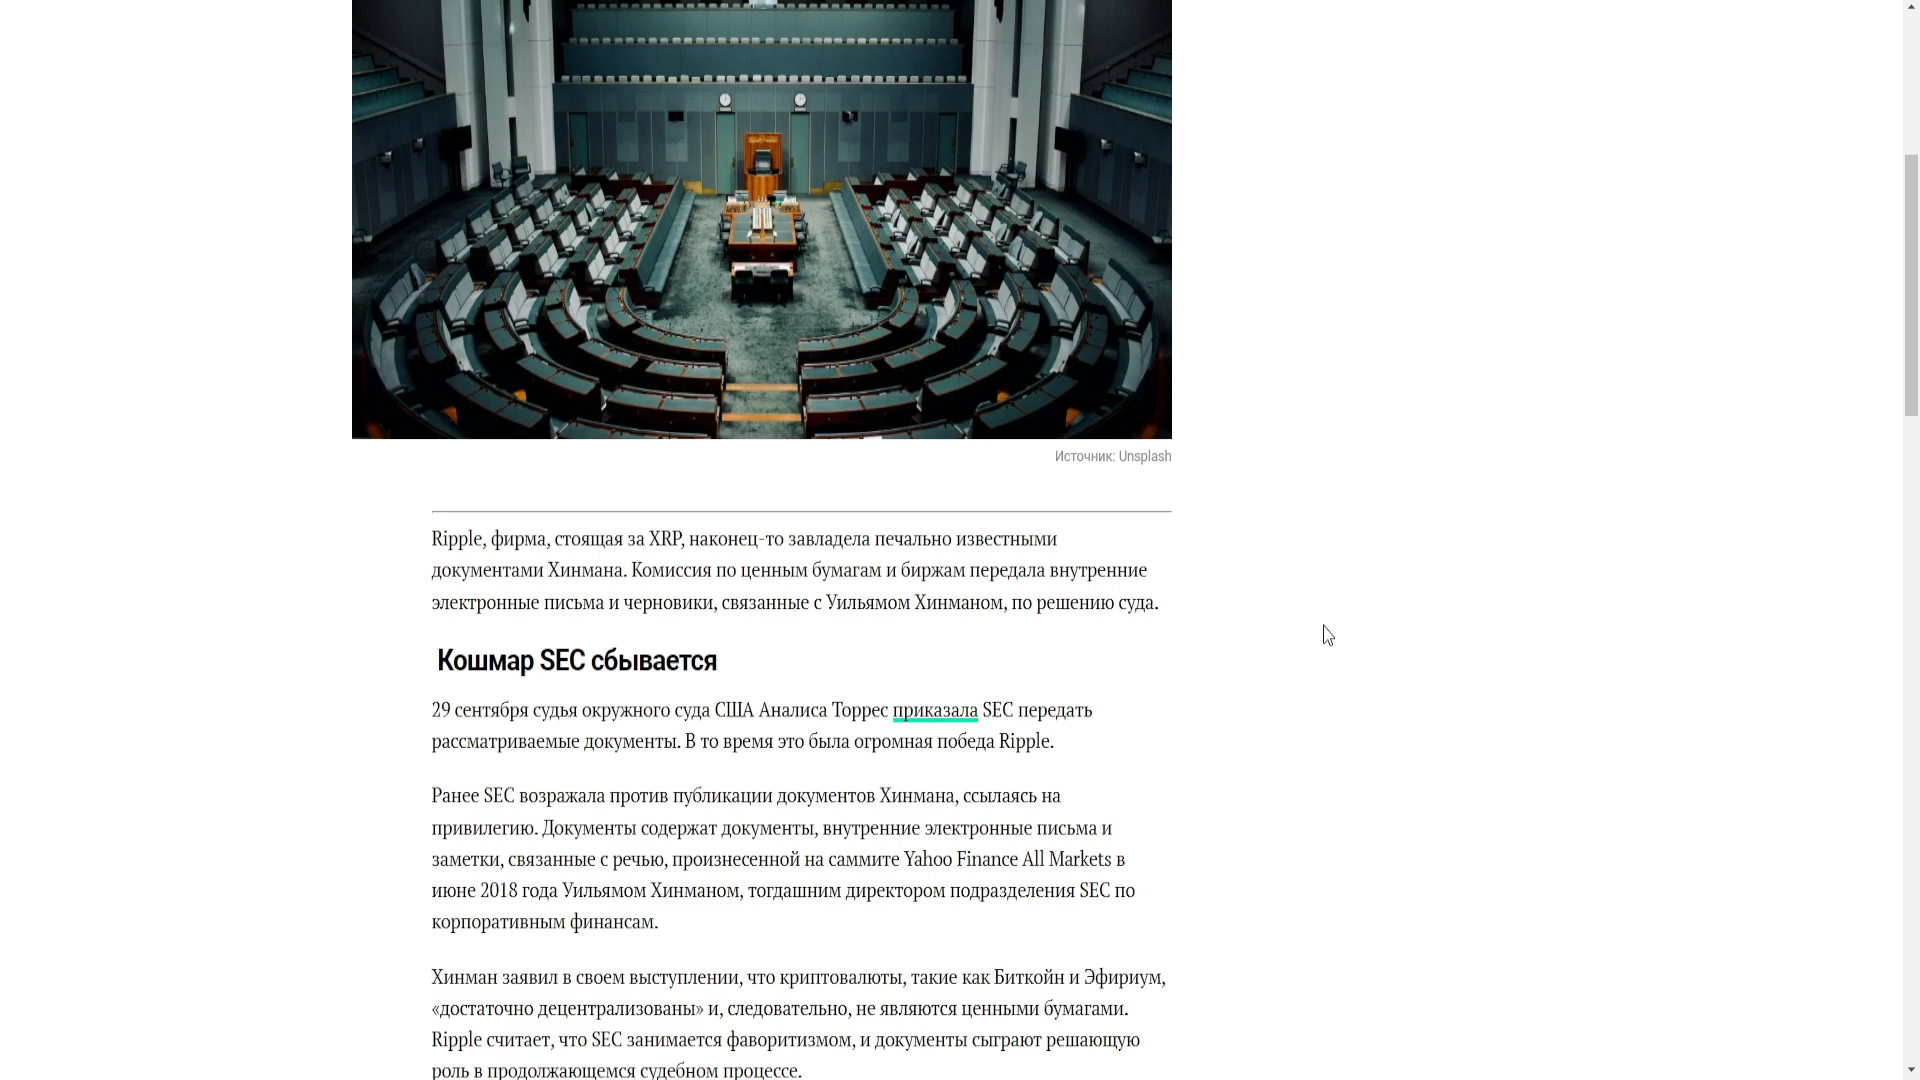 Источник: Unsplash
Ripple, фирма, стоящая за XRP, наконец-то завладела печально известными
документами Хинмана. Комиссия по ценным бумагам и биржам передала внутренние
электронные письма и черновики, связанные с Уильямом Хинманом, по решению суда.
Кошмар SEC сбывается
29 сентября судья окружного суда США Аналиса Торрес приказала SEC передать
рассматриваемые документы. В то время это была огромная победа Ripple.
Ранее SEC возражала против публикации документов Хинмана, ссылаясь на
привилегию. Документы содержат документы, внутренние электронные письма и
заметки, связанные с речью, произнесенной на саммите Yahoo Finance All Markets в
июне 2018 года Уильямом Хинманом, тогдашним директором подразделения SEC по
корпоративным финансам.
Хинман заявил в своем выступлении, что криптовалюты, такие как Биткойн и Эфириум,
«достаточно децентрализованы» и, следовательно, не являются ценными бумагами.
Ripple считает, что SEC занимается фаворитизмом, и документы сыграют решающую
роль в продолжающемся судебном процессе.